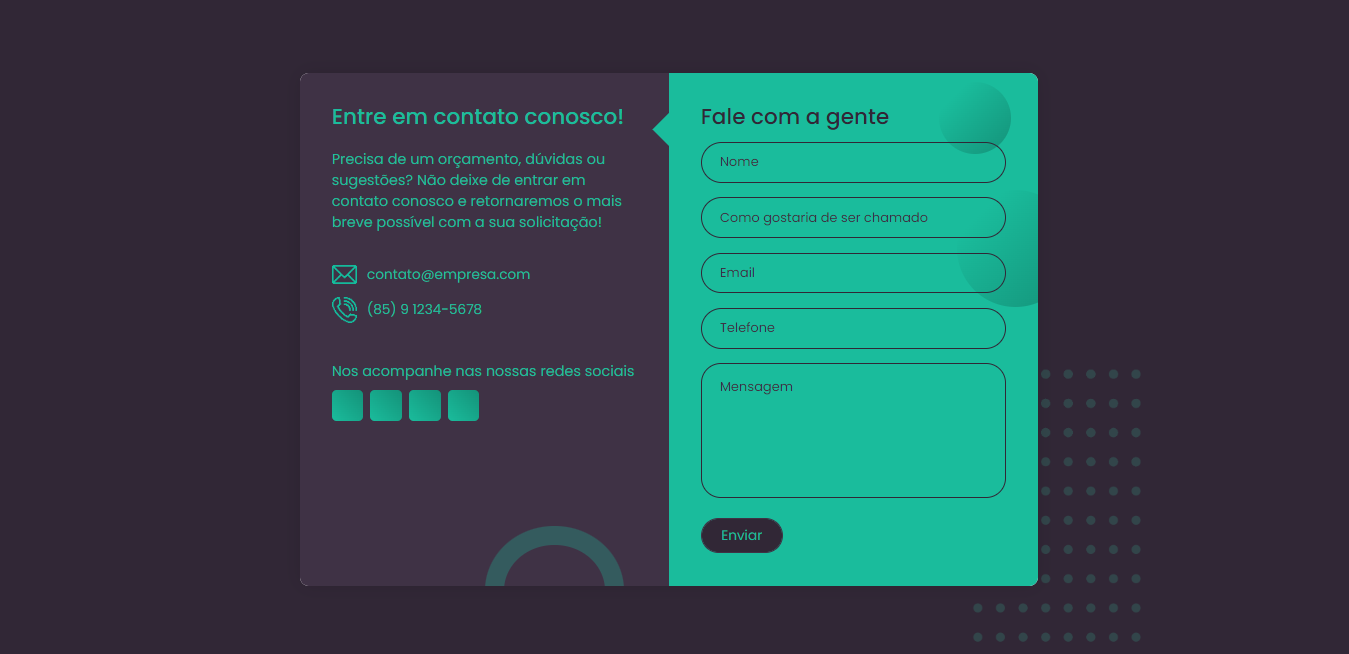 Entre em contato conosco!
Precisa de um orçamento, dúvidas ou
sugestões? Não deixe de entrar em
contato conosco e retornaremos o mais
breve possível com a sua solicitação!
contato@empresa.com
(85) 9 1234-5678
Nos acompanhe nas nossas redes sociais
Fale com a gente
Nome
Como gostaria de ser chamado
Email
Telefone
Mensagem
Enviar